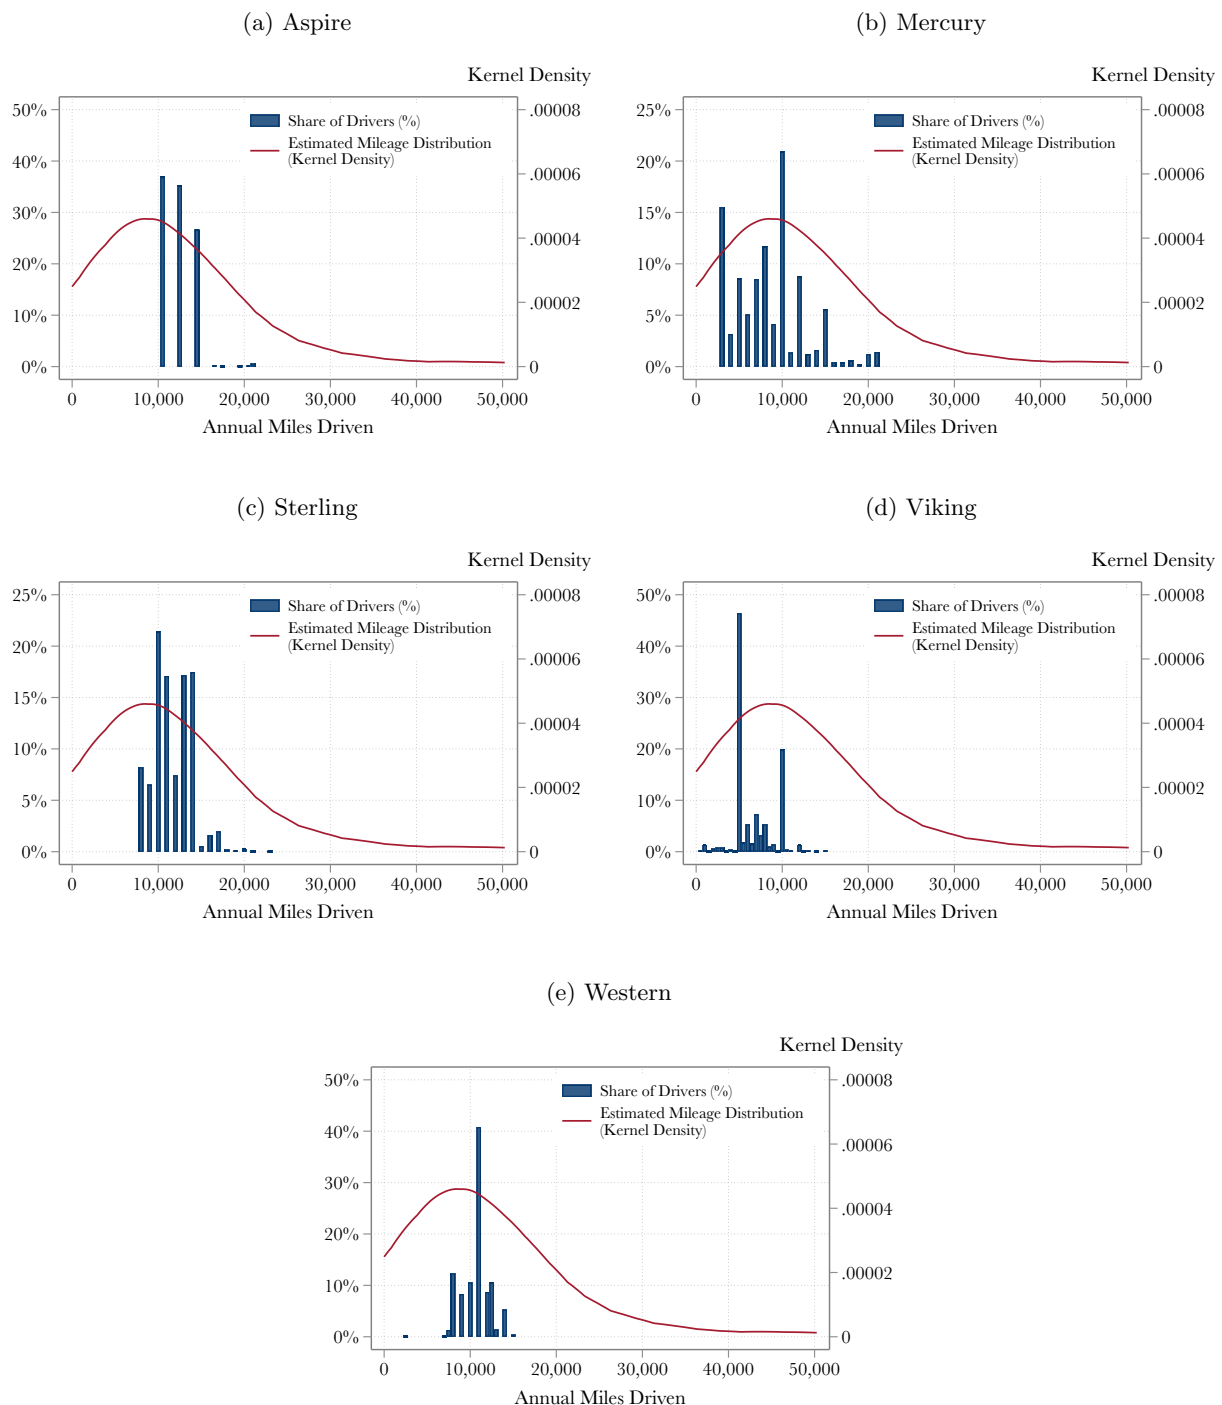 (a) Aspire
Kernel Density
50%
40%
30%
20%
10%
0%
Share of Drivers (%)
Estimated Mileage Distribution
(Kernel Density)
.00008
.00006
.00004
.00002
0
0 10,000 20,000 30,000 40,000 50,000
Annual Miles Driven
(b) Mercury
Kernel Density
25%
20%
15%
10%
5%
0%
Share of Drivers (%)
Estimated Mileage Distribution
(Kernel Density)
.00008
.00006
.00004
.00002
0
0 10,000 20,000 30,000 40,000 50,000
Annual Miles Driven
(c) Sterling
Kernel Density
25%
20%
15%
10%
5%
0%
Share of Drivers (%)
Estimated Mileage Distribution
(Kernel Density)
.00008
.00006
.00004
.00002
0
0 10,000 20,000 30,000 40,000 50,000
Annual Miles Driven
(d) Viking
Kernel Density
50%
40%
30%
20%
10%
0%
Share of Drivers (%)
Estimated Mileage Distribution
(Kernel Density)
.00008
.00006
.00004
.00002
0
0 10,000 20,000 30,000 40,000 50,000
Annual Miles Driven
(e) Western
Kernel Density
50%
40%
30%
20%
10%
0%
Share of Drivers (%)
Estimated Mileage Distribution
(Kernel Density)
.00008
.00006
.00004
.00002
0
0 10,000 20,000 30,000 40,000 50,000
Annual Miles Driven